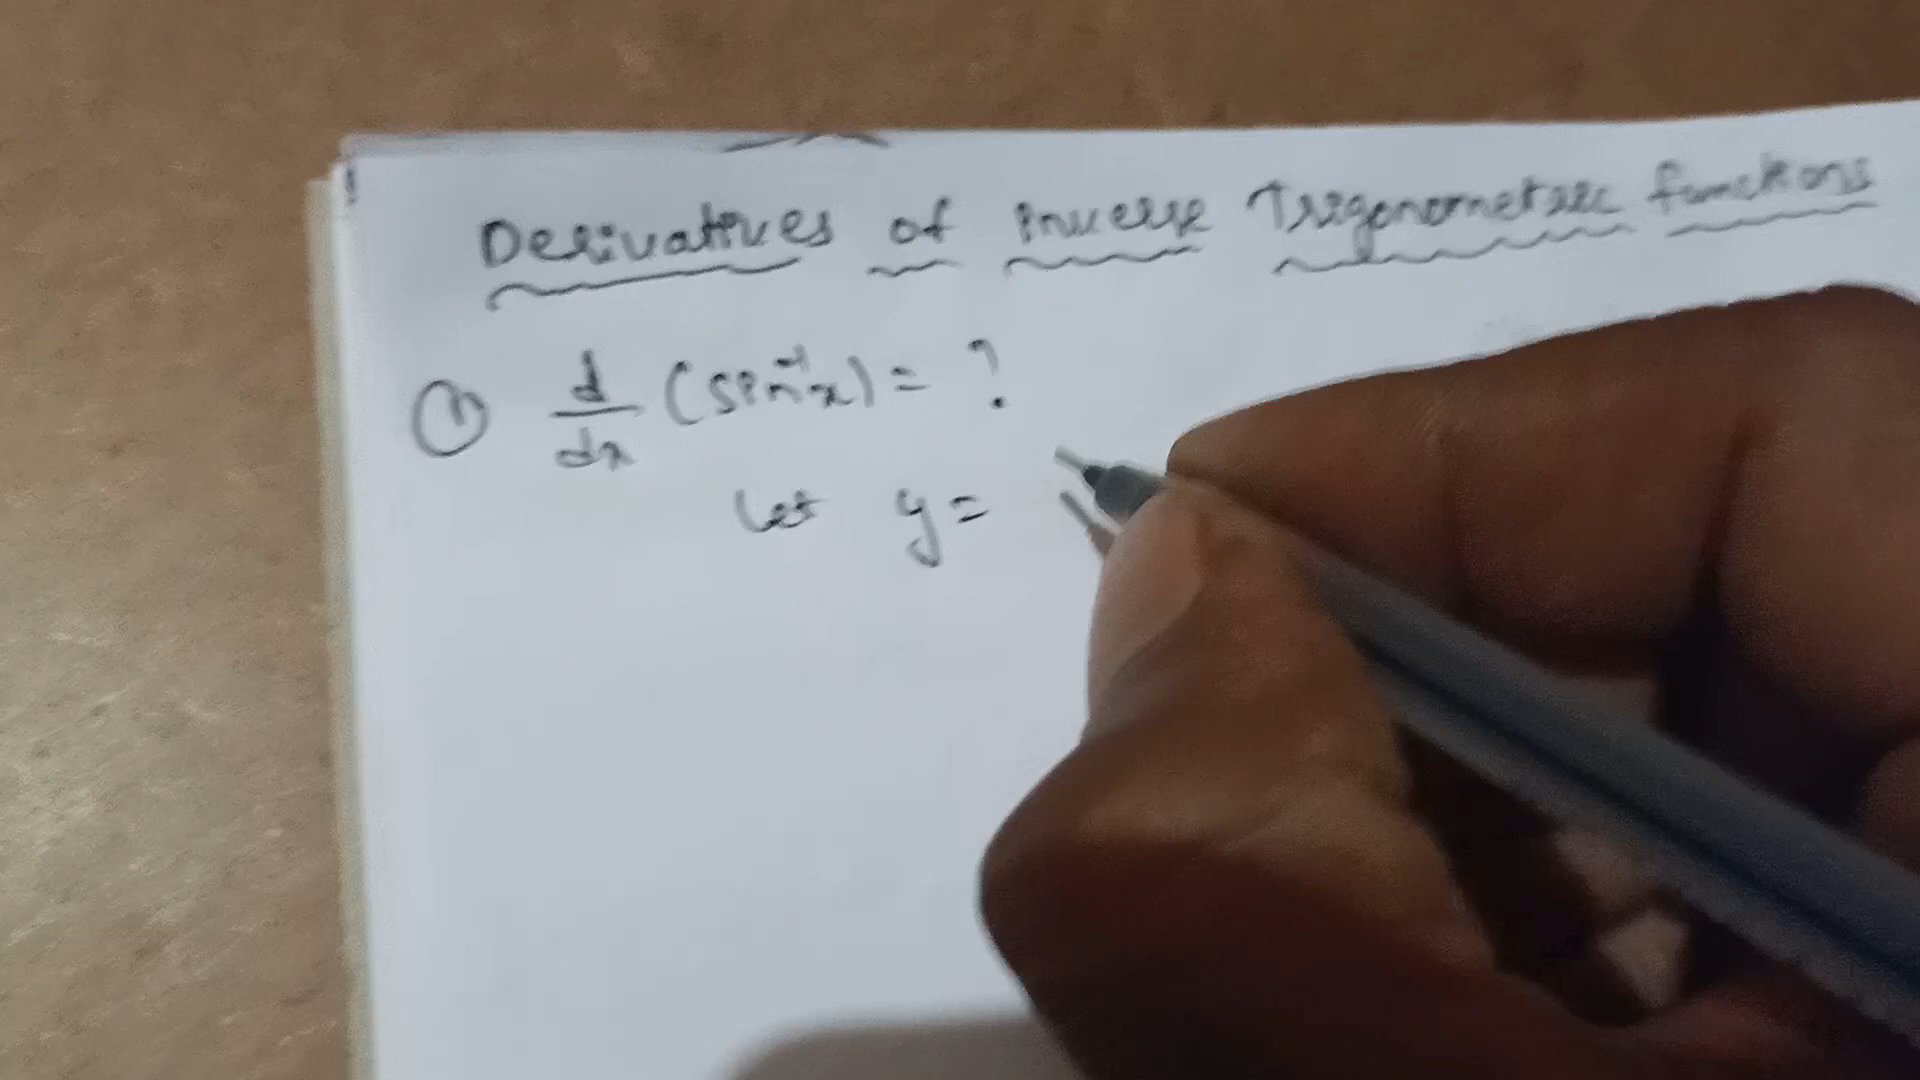 Derivatives of Inverse Trigonometric functions
① d/dx (sin⁻¹x) = ?
Let y =